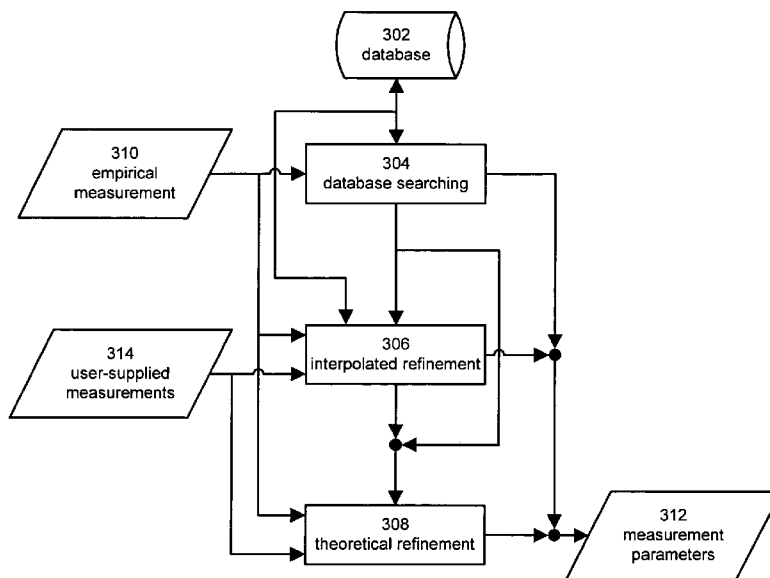 302
database
310
empirical
measurement
304
database searching
314
user-supplied
measurements
306
interpolated refinement
308
theoretical refinement
312
measurement
parameters